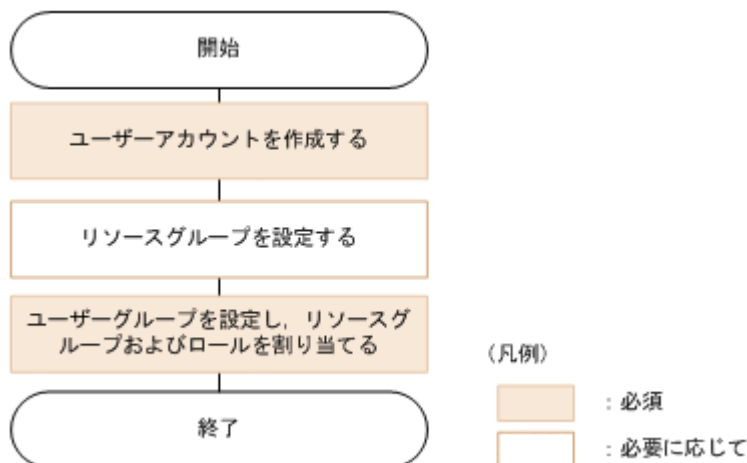 開始
ユーザーアカウントを作成する
リソースグループを設定する
ユーザーグループを設定し，リソースグ
ループおよびロールを割り当てる
終了
（凡例）
：必須
：必要に応じて